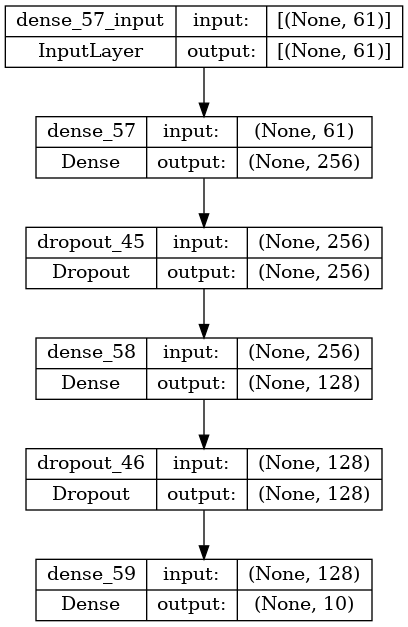 dense_57_input input: [(None, 61)]
InputLayer output: [(None, 61)]
dense_57 input: (None, 61)
Dense output: (None, 256)
dropout_45 input: (None, 256)
Dropout output: (None, 256)
dense_58 input: (None, 256)
Dense output: (None, 128)
dropout_46 input: (None, 128)
Dropout output: (None, 128)
dense_59 input: (None, 128)
Dense output: (None, 10)